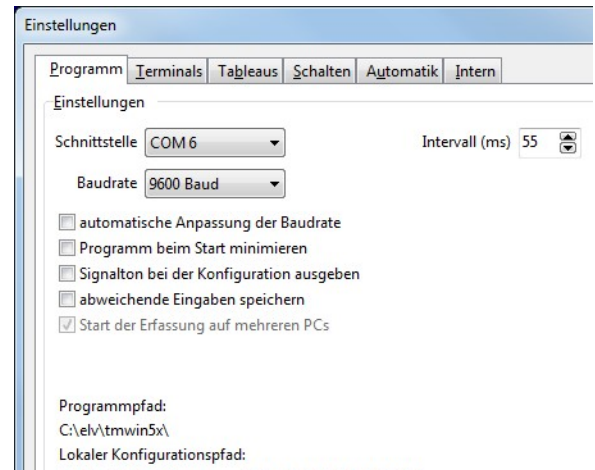 Einstellungen
Programm Terminals Tableaus Schalten Automatik Intern
Einstellungen
Schnittstelle COM 6 Intervall (ms) 55
Baudrate 9600 Baud
automatische Anpassung der Baudrate
Programm beim Start minimieren
Signalton bei der Konfiguration ausgeben
abweichende Eingaben speichern
Start der Erfassung auf mehreren PCs
Programmpfad:
C:\elv\tmwin5x\
Lokaler Konfigurationspfad: